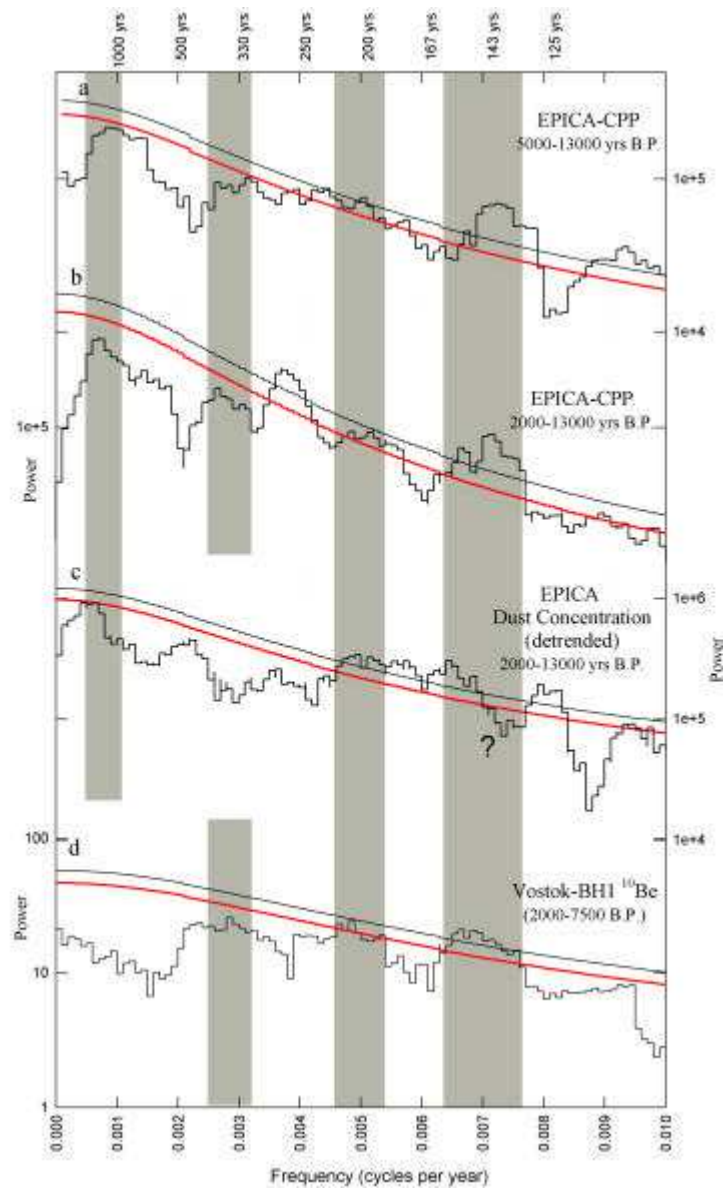 1000 yrs
500 yrs
330 yrs
250 yrs
200 yrs
167 yrs
143 yrs
125 yrs
a
EPICA-CPP
5000-13000 yrs B.P.
1e+5
b
1e+4
EPICA-CPP
2000-13000 yrs B.P.
1e+5
Power
c
EPICA
1e+6
Dust Concentration
(detrended)
2000-13000 yrs B.P.
Power
1e+5
?
100
1e+4
d
Vostok-BH1 ¹⁰Be
(2000-7500 B.P.)
Power
10
1
0.000
0.001
0.002
0.003
0.004
0.005
0.006
0.007
0.008
0.009
0.010
Frequency (cycles per year)